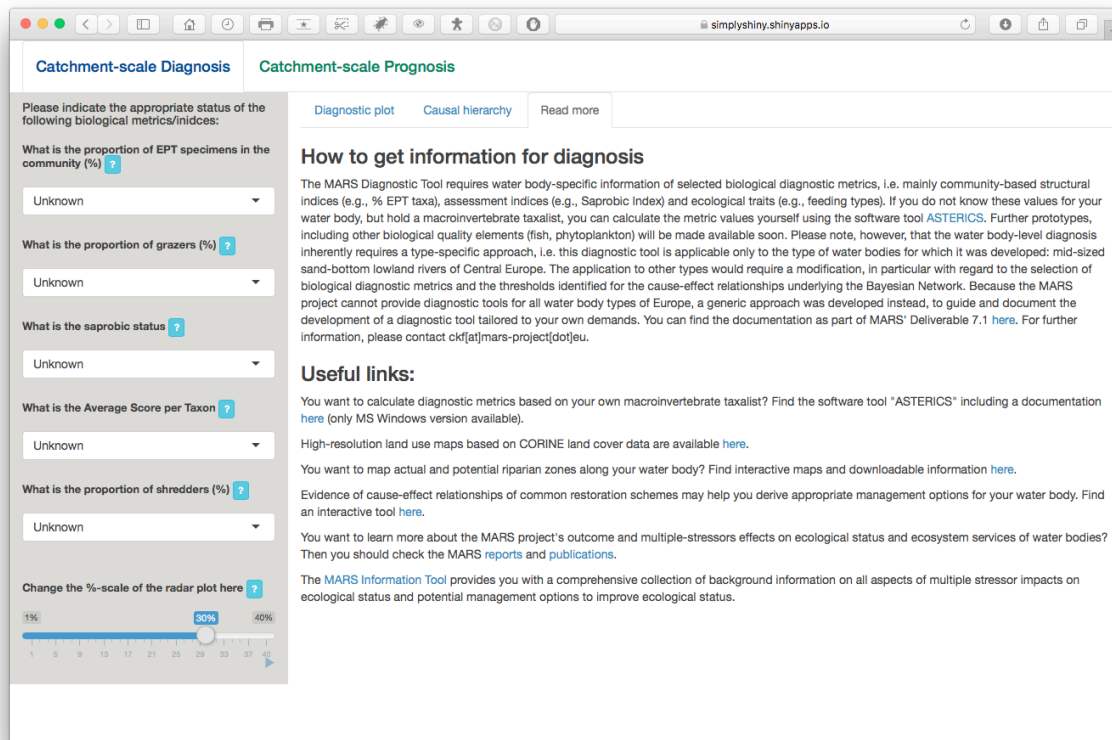 simplyshiny.shinyapps.io
Catchment-scale Diagnosis
Catchment-scale Prognosis
Please indicate the appropriate status of the
following biological metrics/inidces:
What is the proportion of EPT specimens in the
community (%) ?
Unknown
What is the proportion of grazers (%) ?
Unknown
What is the saprobic status ?
Unknown
What is the Average Score per Taxon ?
Unknown
What is the proportion of shredders (%) ?
Unknown
Change the %-scale of the radar plot here ?
1% 30% 40%
1 5 9 13 17 21 25 29 33 37 40
Diagnostic plot Causal hierarchy Read more
How to get information for diagnosis
The MARS Diagnostic Tool requires water body-specific information of selected biological diagnostic metrics, i.e. mainly community-based structural
indices (e.g., % EPT taxa), assessment indices (e.g., Saprobic Index) and ecological traits (e.g., feeding types). If you do not know these values for your
water body, but hold a macroinvertebrate taxalist, you can calculate the metric values yourself using the software tool ASTERICS. Further prototypes,
including other biological quality elements (fish, phytoplankton) will be made available soon. Please note, however, that the water body-level diagnosis
inherently requires a type-specific approach, i.e. this diagnostic tool is applicable only to the type of water bodies for which it was developed: mid-sized
sand-bottom lowland rivers of Central Europe. The application to other types would require a modification, in particular with regard to the selection of
biological diagnostic metrics and the thresholds identified for the cause-effect relationships underlying the Bayesian Network. Because the MARS
project cannot provide diagnostic tools for all water body types of Europe, a generic approach was developed instead, to guide and document the
development of a diagnostic tool tailored to your own demands. You can find the documentation as part of MARS' Deliverable 7.1 here. For further
information, please contact ckf[at]mars-project[dot]eu.
Useful links:
You want to calculate diagnostic metrics based on your own macroinvertebrate taxalist? Find the software tool "ASTERICS" including a documentation
here (only MS Windows version available).
High-resolution land use maps based on CORINE land cover data are available here.
You want to map actual and potential riparian zones along your water body? Find interactive maps and downloadable information here.
Evidence of cause-effect relationships of common restoration schemes may help you derive appropriate management options for your water body. Find
an interactive tool here.
You want to learn more about the MARS project's outcome and multiple-stressors effects on ecological status and ecosystem services of water bodies?
Then you should check the MARS reports and publications.
The MARS Information Tool provides you with a comprehensive collection of background information on all aspects of multiple stressor impacts on
ecological status and potential management options to improve ecological status.